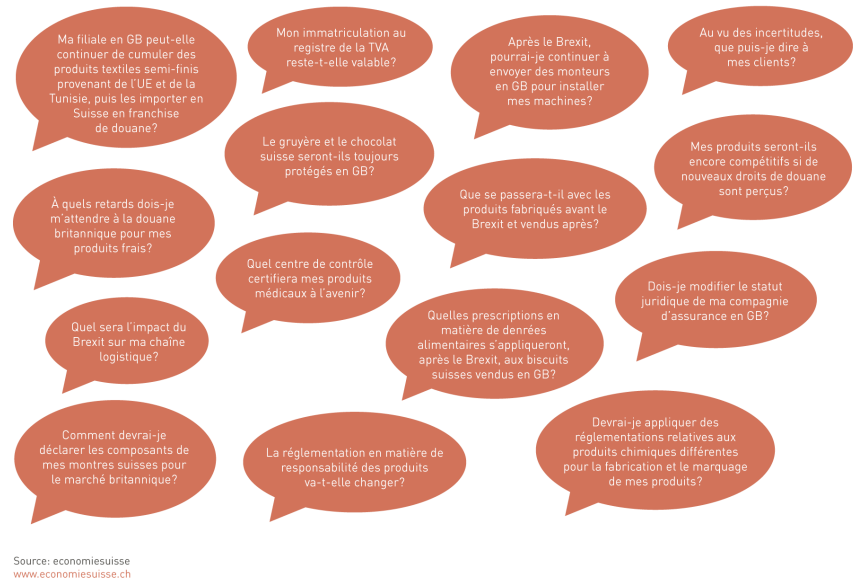 Ma filiale en GB peut-elle
continuer de cumuler des
produits textiles semi-finis
provenant de l'UE et de la
Tunisie, puis les importer en
Suisse en franchise
de douane?
Mon immatriculation au
registre de la TVA
reste-t-elle valable?
Après le Brexit,
pourrai-je continuer à
envoyer des monteurs
en GB pour installer
mes machines?
Au vu des incertitudes,
que puis-je dire à
mes clients?
Le gruyère et le chocolat
suisse seront-ils toujours
protégés en GB?
Mes produits seront-ils
encore compétitifs si de
nouveaux droits de douane
sont perçus?
À quels retards dois-je
m'attendre à la douane
britannique pour mes
produits frais?
Que se passera-t-il avec les
produits fabriqués avant le
Brexit et vendus après?
Quel centre de contrôle
certifiera mes produits
médicaux à l'avenir?
Dois-je modifier le statut
juridique de ma compagnie
d'assurance en GB?
Quel sera l'impact du
Brexit sur ma chaîne
logistique?
Quelles prescriptions en
matière de denrées
alimentaires s'appliqueront,
après le Brexit, aux biscuits
suisses vendus en GB?
Comment devrai-je
déclarer les composants de
mes montres suisses pour
le marché britannique?
La réglementation en matière de
responsabilité des produits
va-t-elle changer?
Devrai-je appliquer des
réglementations relatives aux
produits chimiques différentes
pour la fabrication et le marquage
de mes produits?
Source: economiesuisse
www.economiesuisse.ch